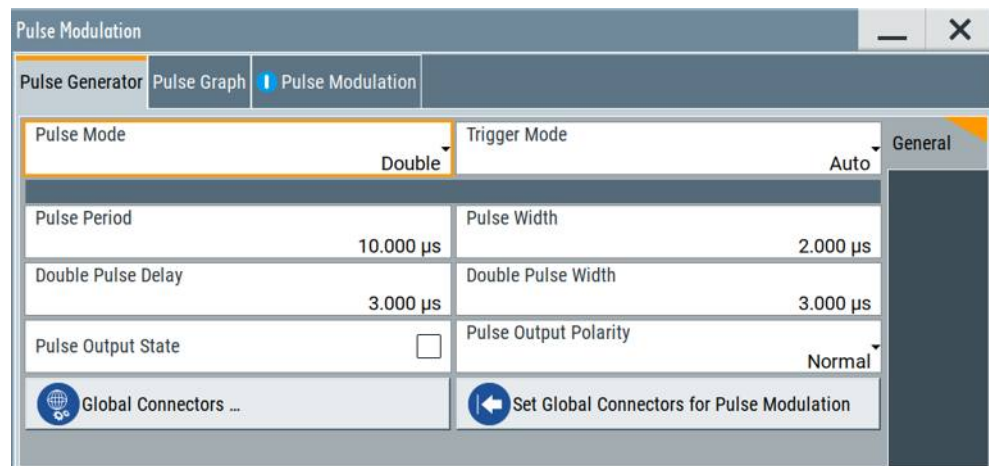 Pulse Modulation
Pulse Generator Pulse Graph Pulse Modulation
Pulse Mode Trigger Mode General
Double Auto
Pulse Period Pulse Width
10.000 µs 2.000 µs
Double Pulse Delay Double Pulse Width
3.000 µs 3.000 µs
Pulse Output State Pulse Output Polarity
Normal
Global Connectors ... Set Global Connectors for Pulse Modulation